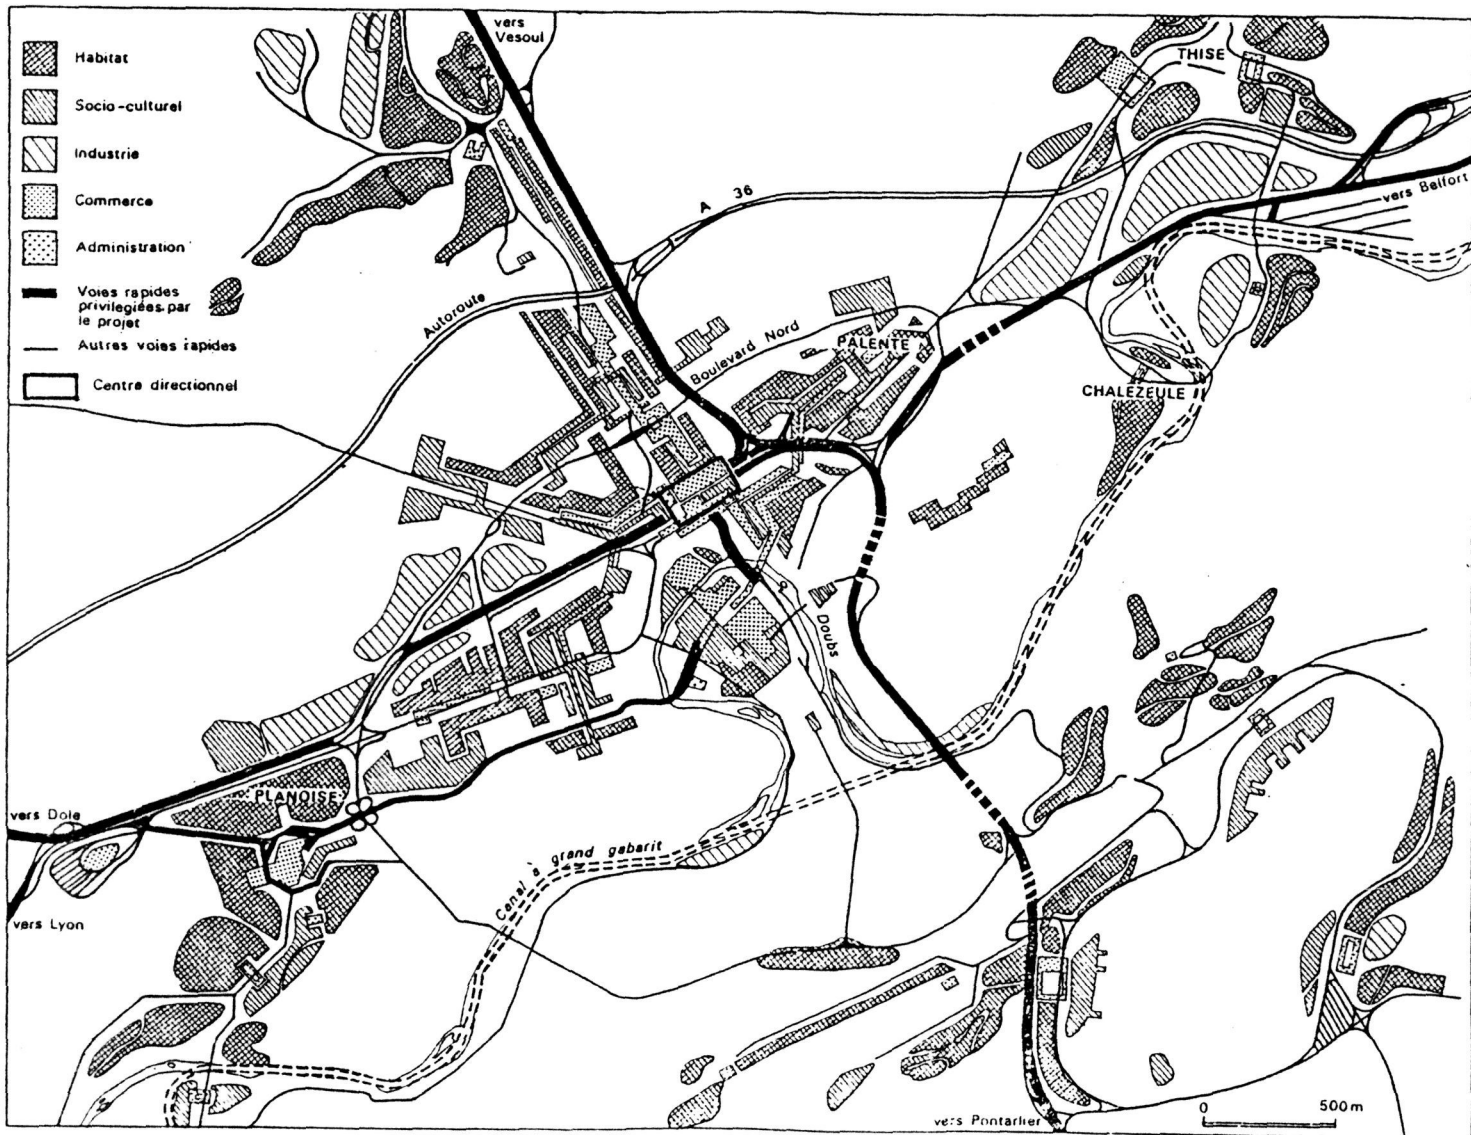 Habitat
Socio-culturel
Industrie
Commerce
Administration
Voies rapides
privilegiées par
le projet
Autres voies rapides
Centre directionnel
vers
Vesoul
THISE
A 36
vers Belfort
Autoroute
Boulevard Nord
PALENTE
CHALEZEULE
Le Doubs
PLANOISE
vers Dole
vers Lyon
Canal à grand gabarit
vers Pontarlier
0 500m